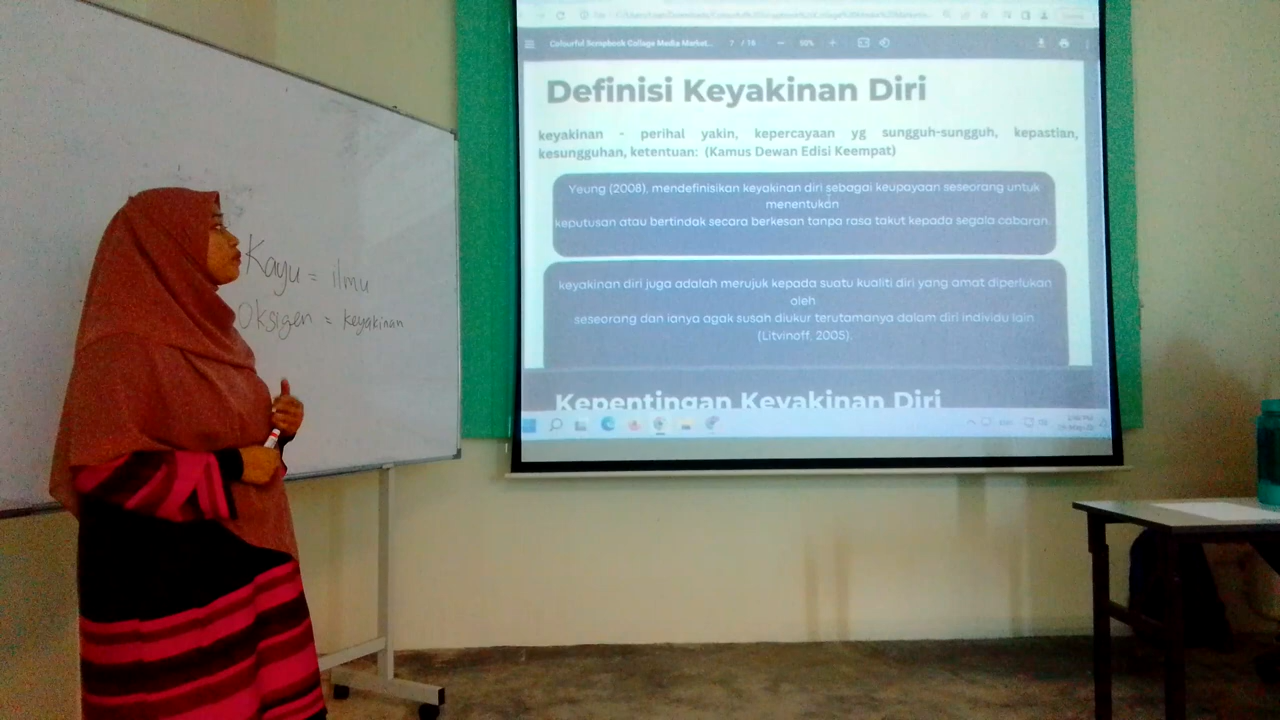 Kayu = ilmu
Oksigen = keyakinan
Colourful Scrapbook Collage Media Market...
7 / 16
90%
Definisi Keyakinan Diri
keyakinan - perihal yakin, kepercayaan yg sungguh-sungguh, kepastian,
kesungguhan, ketentuan: (Kamus Dewan Edisi Keempat)
Yeung (2008), mendefinisikan keyakinan diri sebagai keupayaan seseorang untuk
menentukan
keputusan atau bertindak secara berkesan tanpa rasa takut kepada segala cabaran.
keyakinan diri juga adalah merujuk kepada suatu kualiti diri yang amat diperlukan
oleh
seseorang dan ianya agak susah diukur terutamanya dalam diri individu lain
(Litvinoff, 2005).
Kepentingan Keyakinan Diri